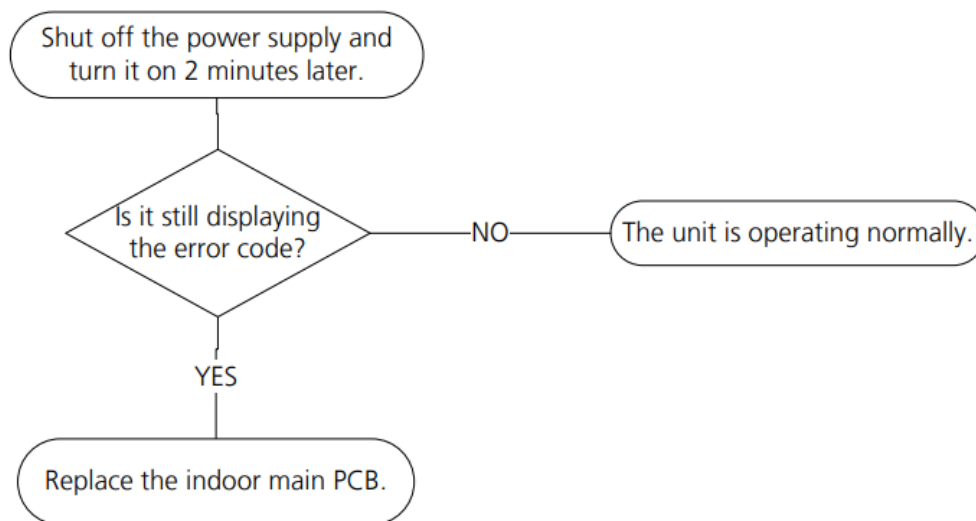 Shut off the power supply and
turn it on 2 minutes later.
Is it still displaying
the error code?
NO
The unit is operating normally.
YES
Replace the indoor main PCB.